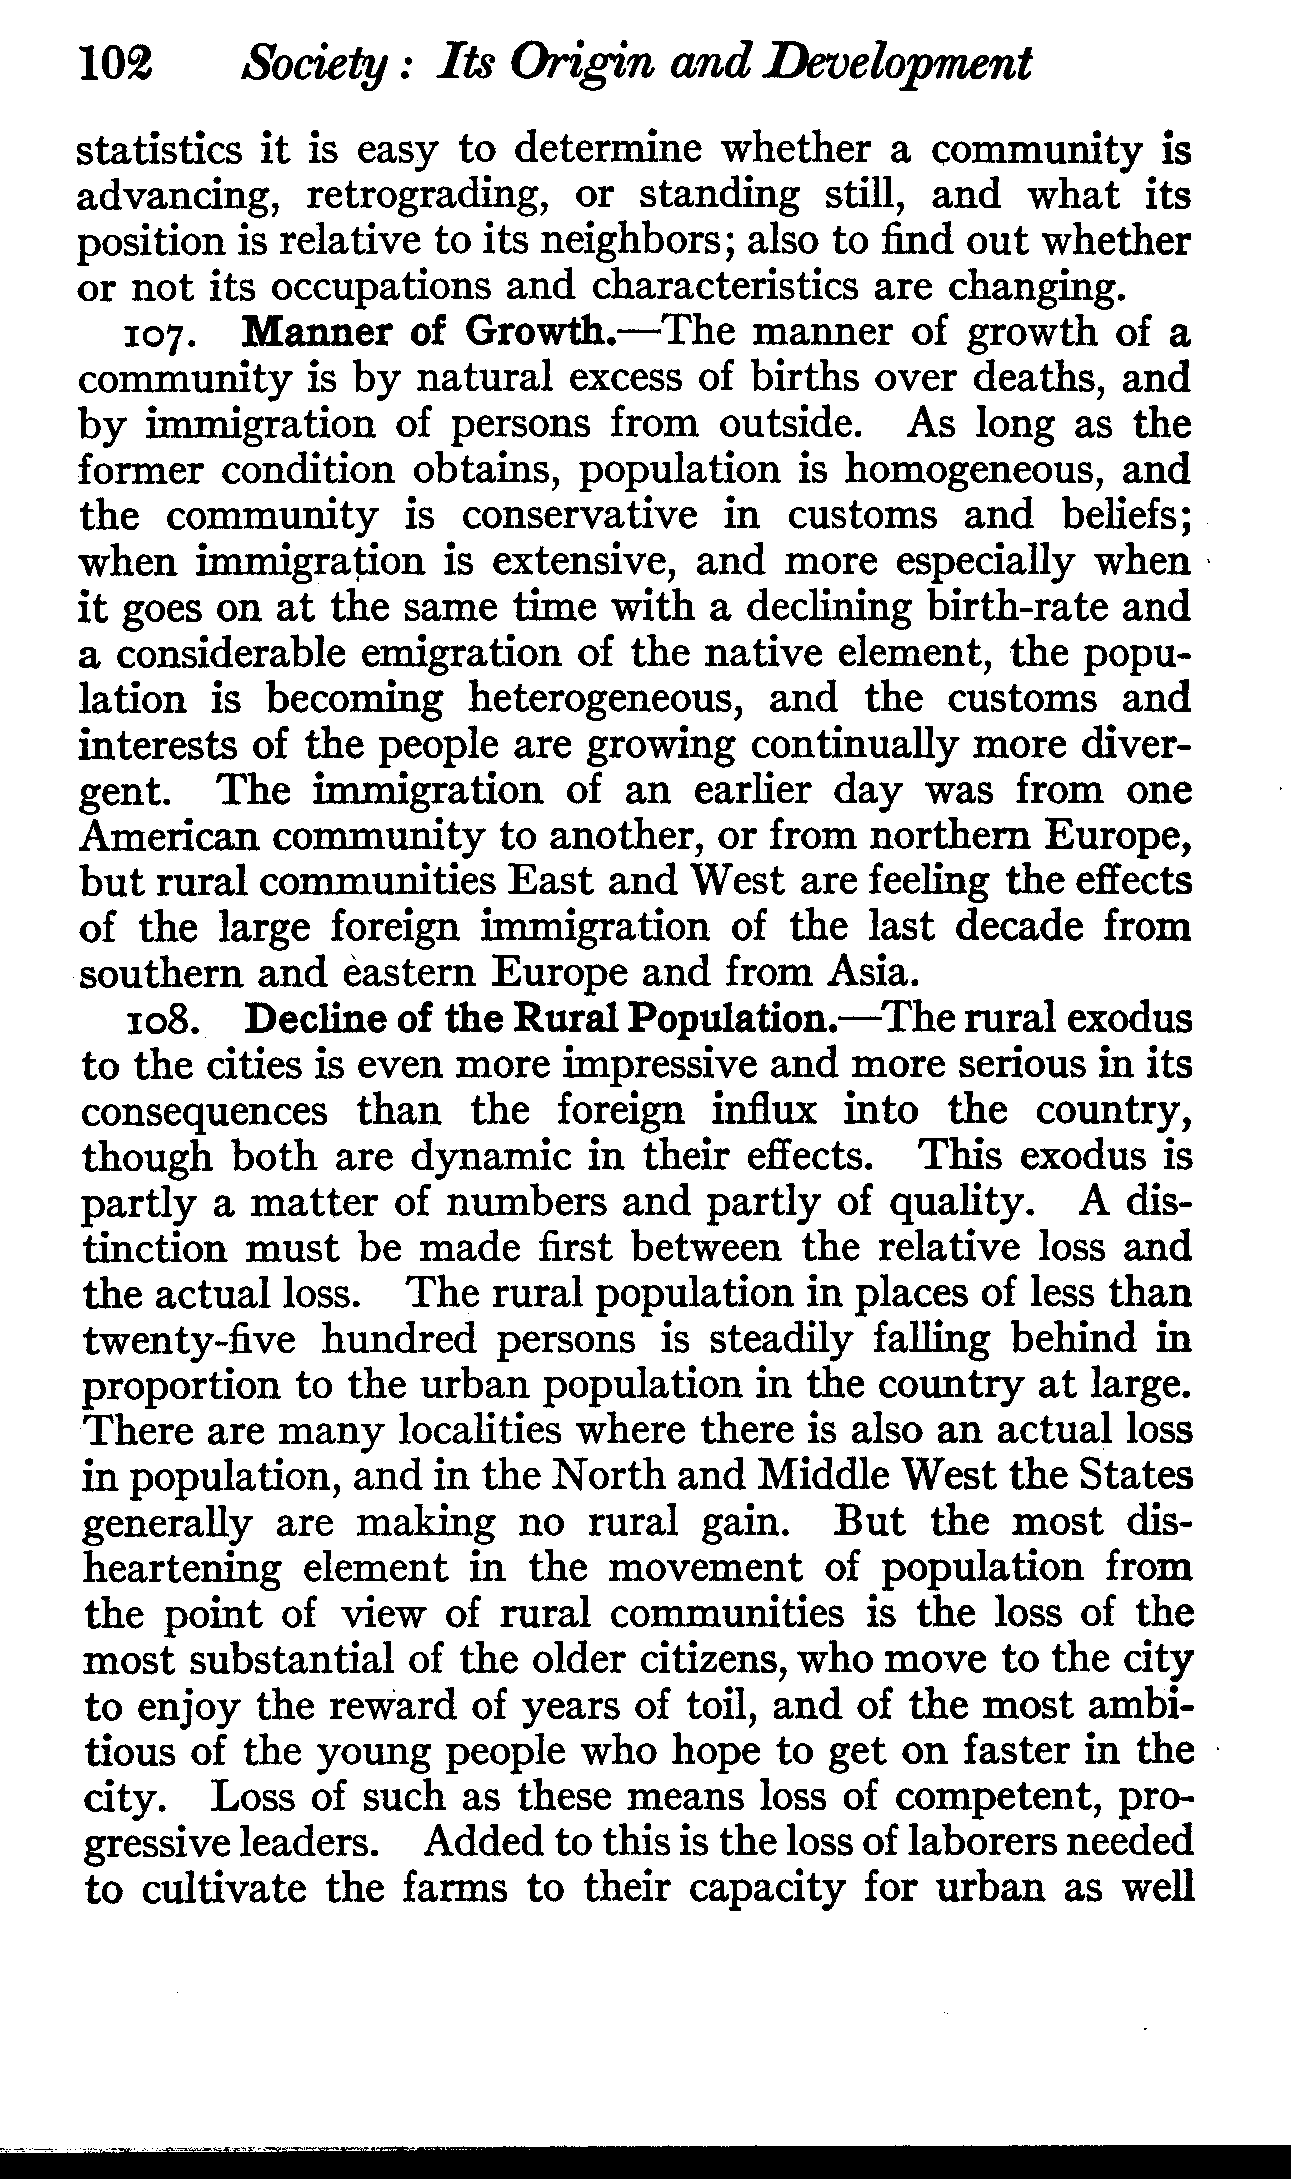 102 Society: Its Origin and Development
statistics it is easy to determine whether a community is
advancing, retrograding, or standing still, and what its
position is relative to its neighbors; also to find out whether
or not its occupations and characteristics are changing.
107. Manner of Growth.—The manner of growth of a
community is by natural excess of births over deaths, and
by immigration of persons from outside. As long as the
former condition obtains, population is homogeneous, and
the community is conservative in customs and beliefs;
when immigration is extensive, and more especially when
it goes on at the same time with a declining birth-rate and
a considerable emigration of the native element, the popu-
lation is becoming heterogeneous, and the customs and
interests of the people are growing continually more diver-
gent. The immigration of an earlier day was from one
American community to another, or from northern Europe,
but rural communities East and West are feeling the effects
of the large foreign immigration of the last decade from
southern and eastern Europe and from Asia.
108. Decline of the Rural Population.—The rural exodus
to the cities is even more impressive and more serious in its
consequences than the foreign influx into the country,
though both are dynamic in their effects. This exodus is
partly a matter of numbers and partly of quality. A dis-
tinction must be made first between the relative loss and
the actual loss. The rural population in places of less than
twenty-five hundred persons is steadily falling behind in
proportion to the urban population in the country at large.
There are many localities where there is also an actual loss
in population, and in the North and Middle West the States
generally are making no rural gain. But the most dis-
heartening element in the movement of population from
the point of view of rural communities is the loss of the
most substantial of the older citizens, who move to the city
to enjoy the reward of years of toil, and of the most ambi-
tious of the young people who hope to get on faster in the
city. Loss of such as these means loss of competent, pro-
gressive leaders. Added to this is the loss of laborers needed
to cultivate the farms to their capacity for urban as well